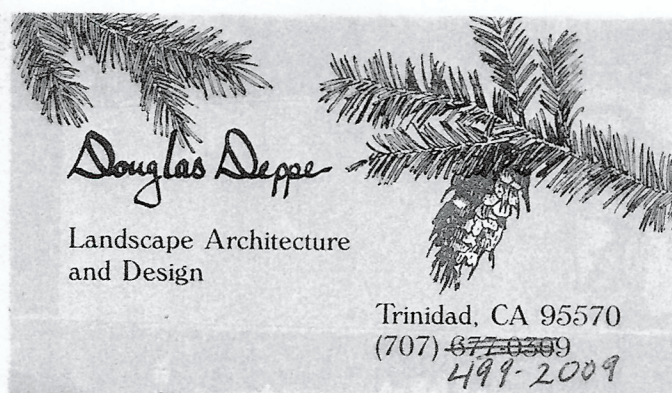 Douglas Deppe
Landscape Architecture
and Design
Trinidad, CA 95570
(707) 677-0309
499-2009